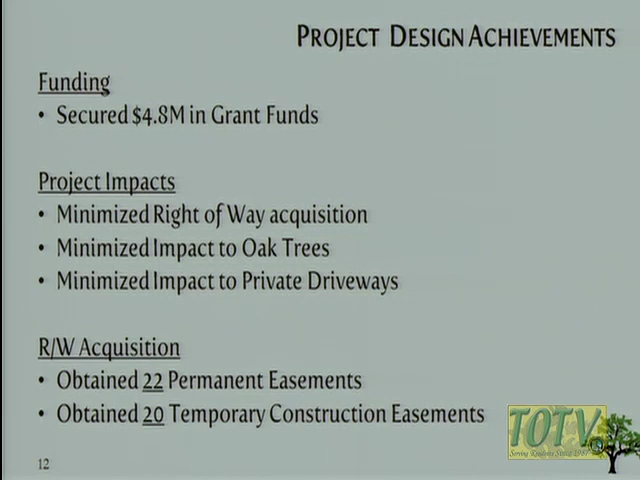 PROJECT DESIGN ACHIEVEMENTS
Funding
• Secured $4.8M in Grant Funds
Project Impacts
• Minimized Right of Way acquisition
• Minimized Impact to Oak Trees
• Minimized Impact to Private Driveways
R/W Acquisition
• Obtained 22 Permanent Easements
• Obtained 20 Temporary Construction Easements
TOTV
Serving Since 1987
12